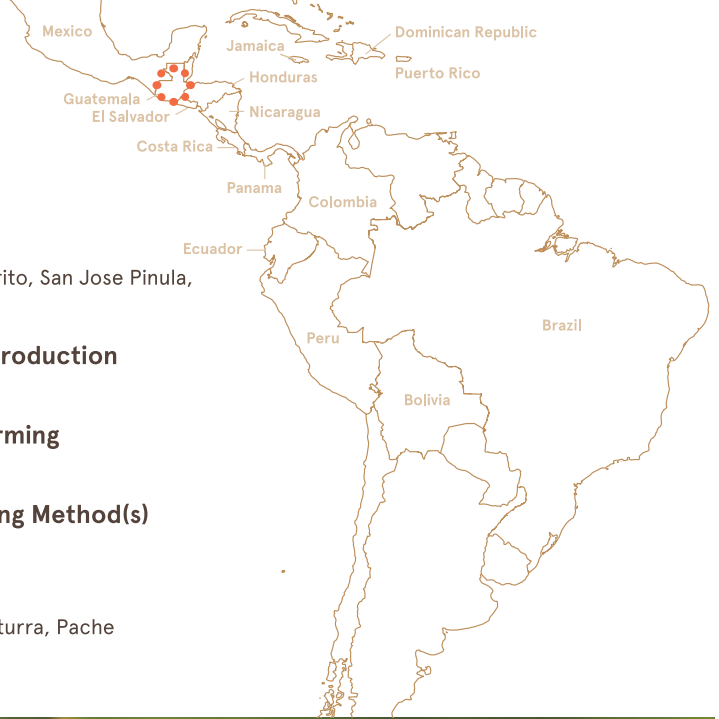 Mexico
Dominican Republic
Jamaica
Puerto Rico
Honduras
Guatemala
Nicaragua
El Salvador
Costa Rica
Panama
Colombia
Ecuador
rito, San Jose Pinula,
Brazil
Peru
roduction
Bolivia
rming
ng Method(s)
turra, Pache